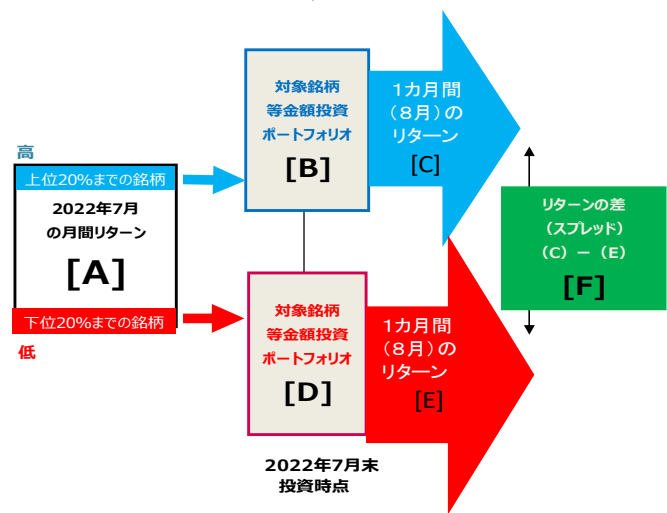 高
上位20%までの銘柄
2022年7月
の月間リターン
[A]
下位20%までの銘柄
低
対象銘柄
等金額投資
ポートフォリオ
[B]
1カ月間
（８月）の
リターン
[C]
対象銘柄
等金額投資
ポートフォリオ
[D]
1カ月間
（８月）の
リターン
[E]
2022年7月末
投資時点
リターンの差
（スプレッド）
（C）－（E）
[F]